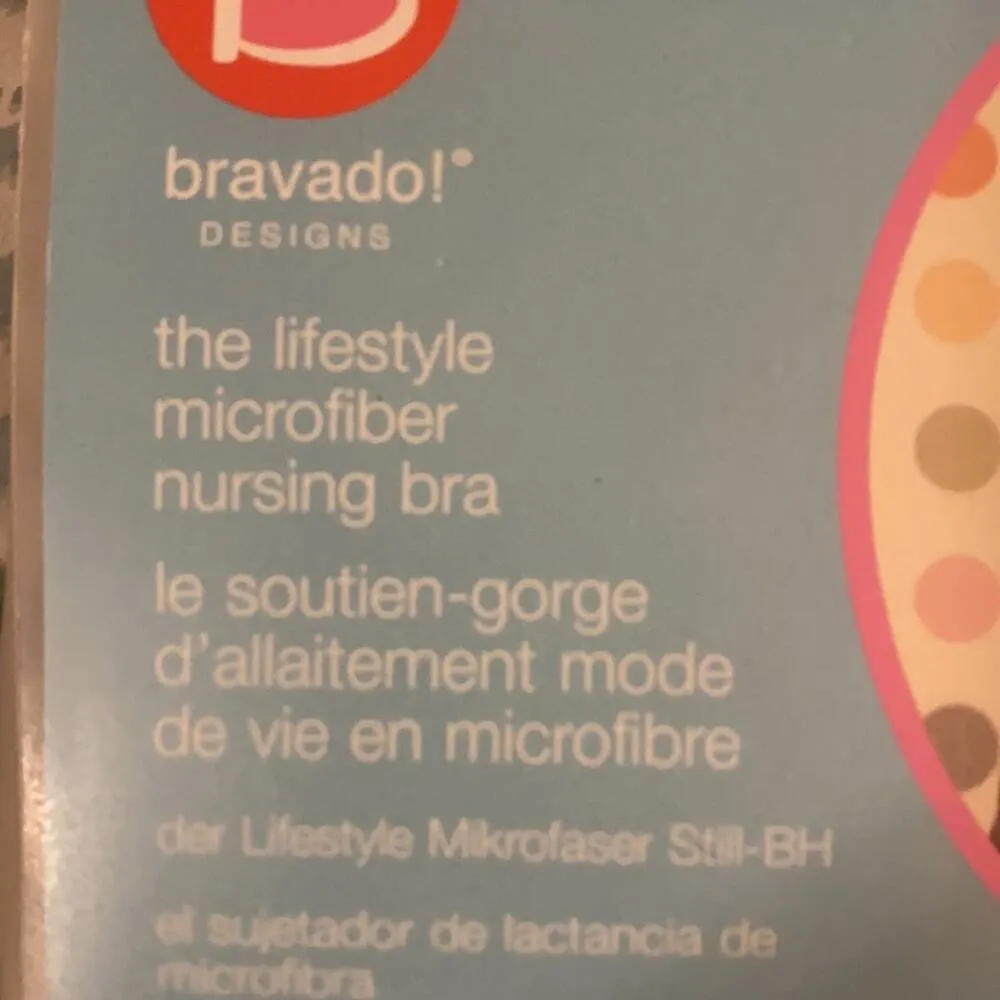 bravado!®
DESIGNS
the lifestyle
microfiber
nursing bra
le soutien-gorge
d'allaitement mode
de vie en microfibre
der Lifestyle Mikrofaser Still-BH
el sujetador de lactancia de
microfibra